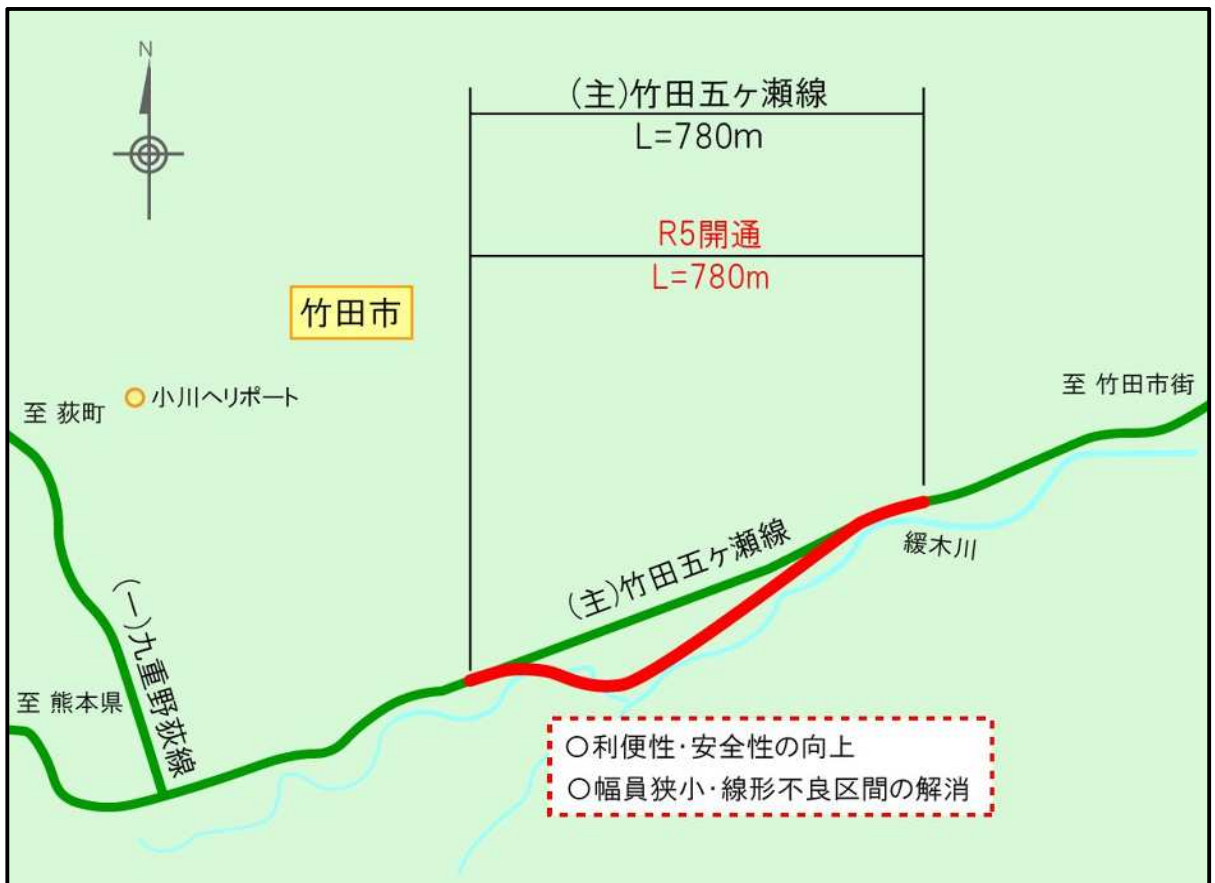 N
(主)竹田五ヶ瀬線
L=780m
R5開通
L=780m
竹田市
小川ヘリポート
至 荻町
至 竹田市街
(主)竹田五ヶ瀬線
緩木川
(一)九重野荻線
至 熊本県
○利便性・安全性の向上
○幅員狭小・線形不良区間の解消